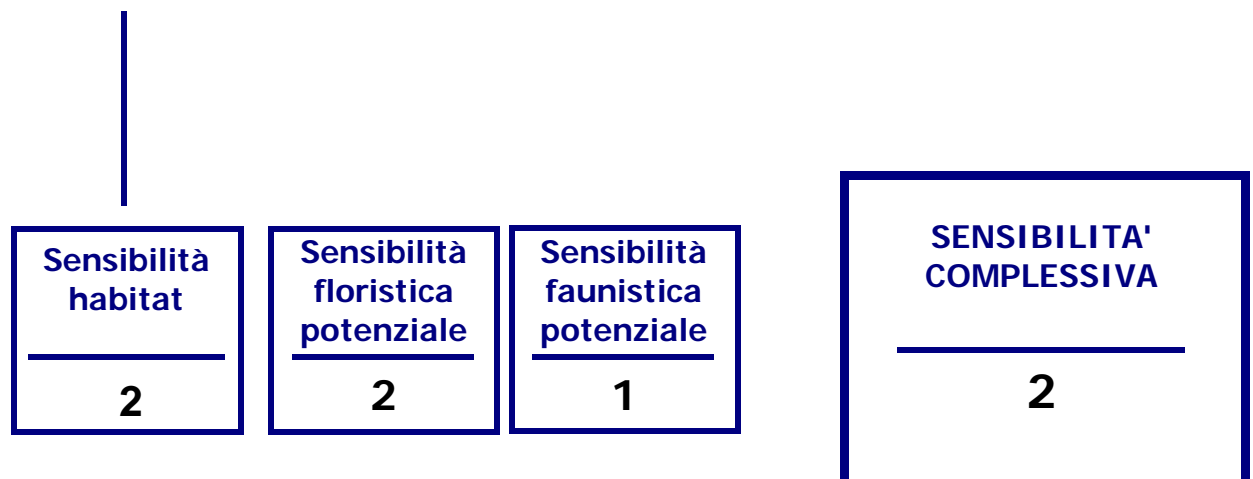 Sensibilità
habitat
2
Sensibilità
floristica
potenziale
2
Sensibilità
faunistica
potenziale
1
SENSIBILITA'
COMPLESSIVA
2